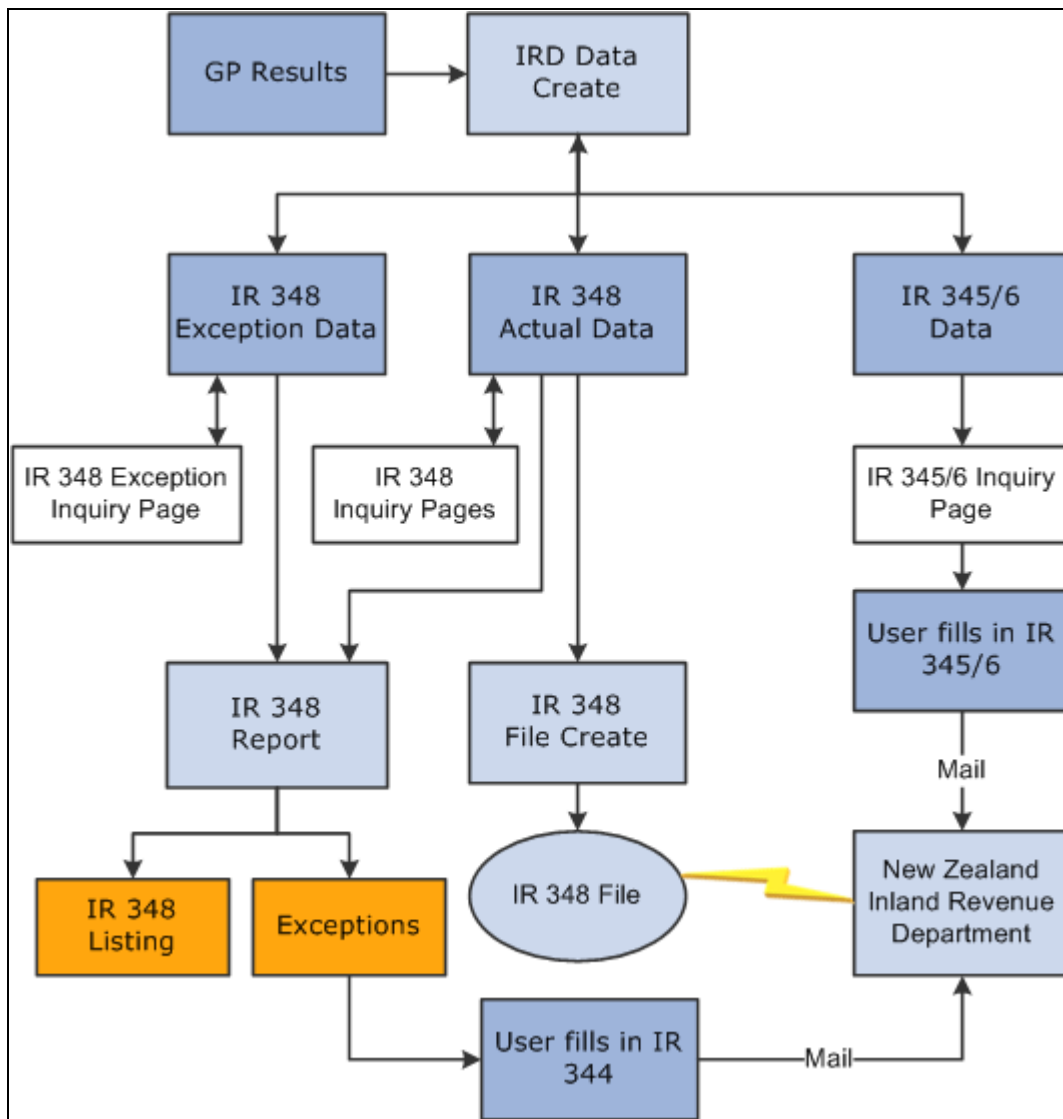 GP Results
IRD Data
Create
IR 348
Exception Data
IR 348
Actual Data
IR 345/6
Data
IR 348 Exception
Inquiry Page
IR 348
Inquiry Pages
IR 345/6 Inquiry
Page
User fills in IR
345/6
IR 348
Report
IR 348
File Create
Mail
IR 348
Listing
Exceptions
IR 348 File
New Zealand
Inland Revenue
Department
User fills in IR
344
Mail